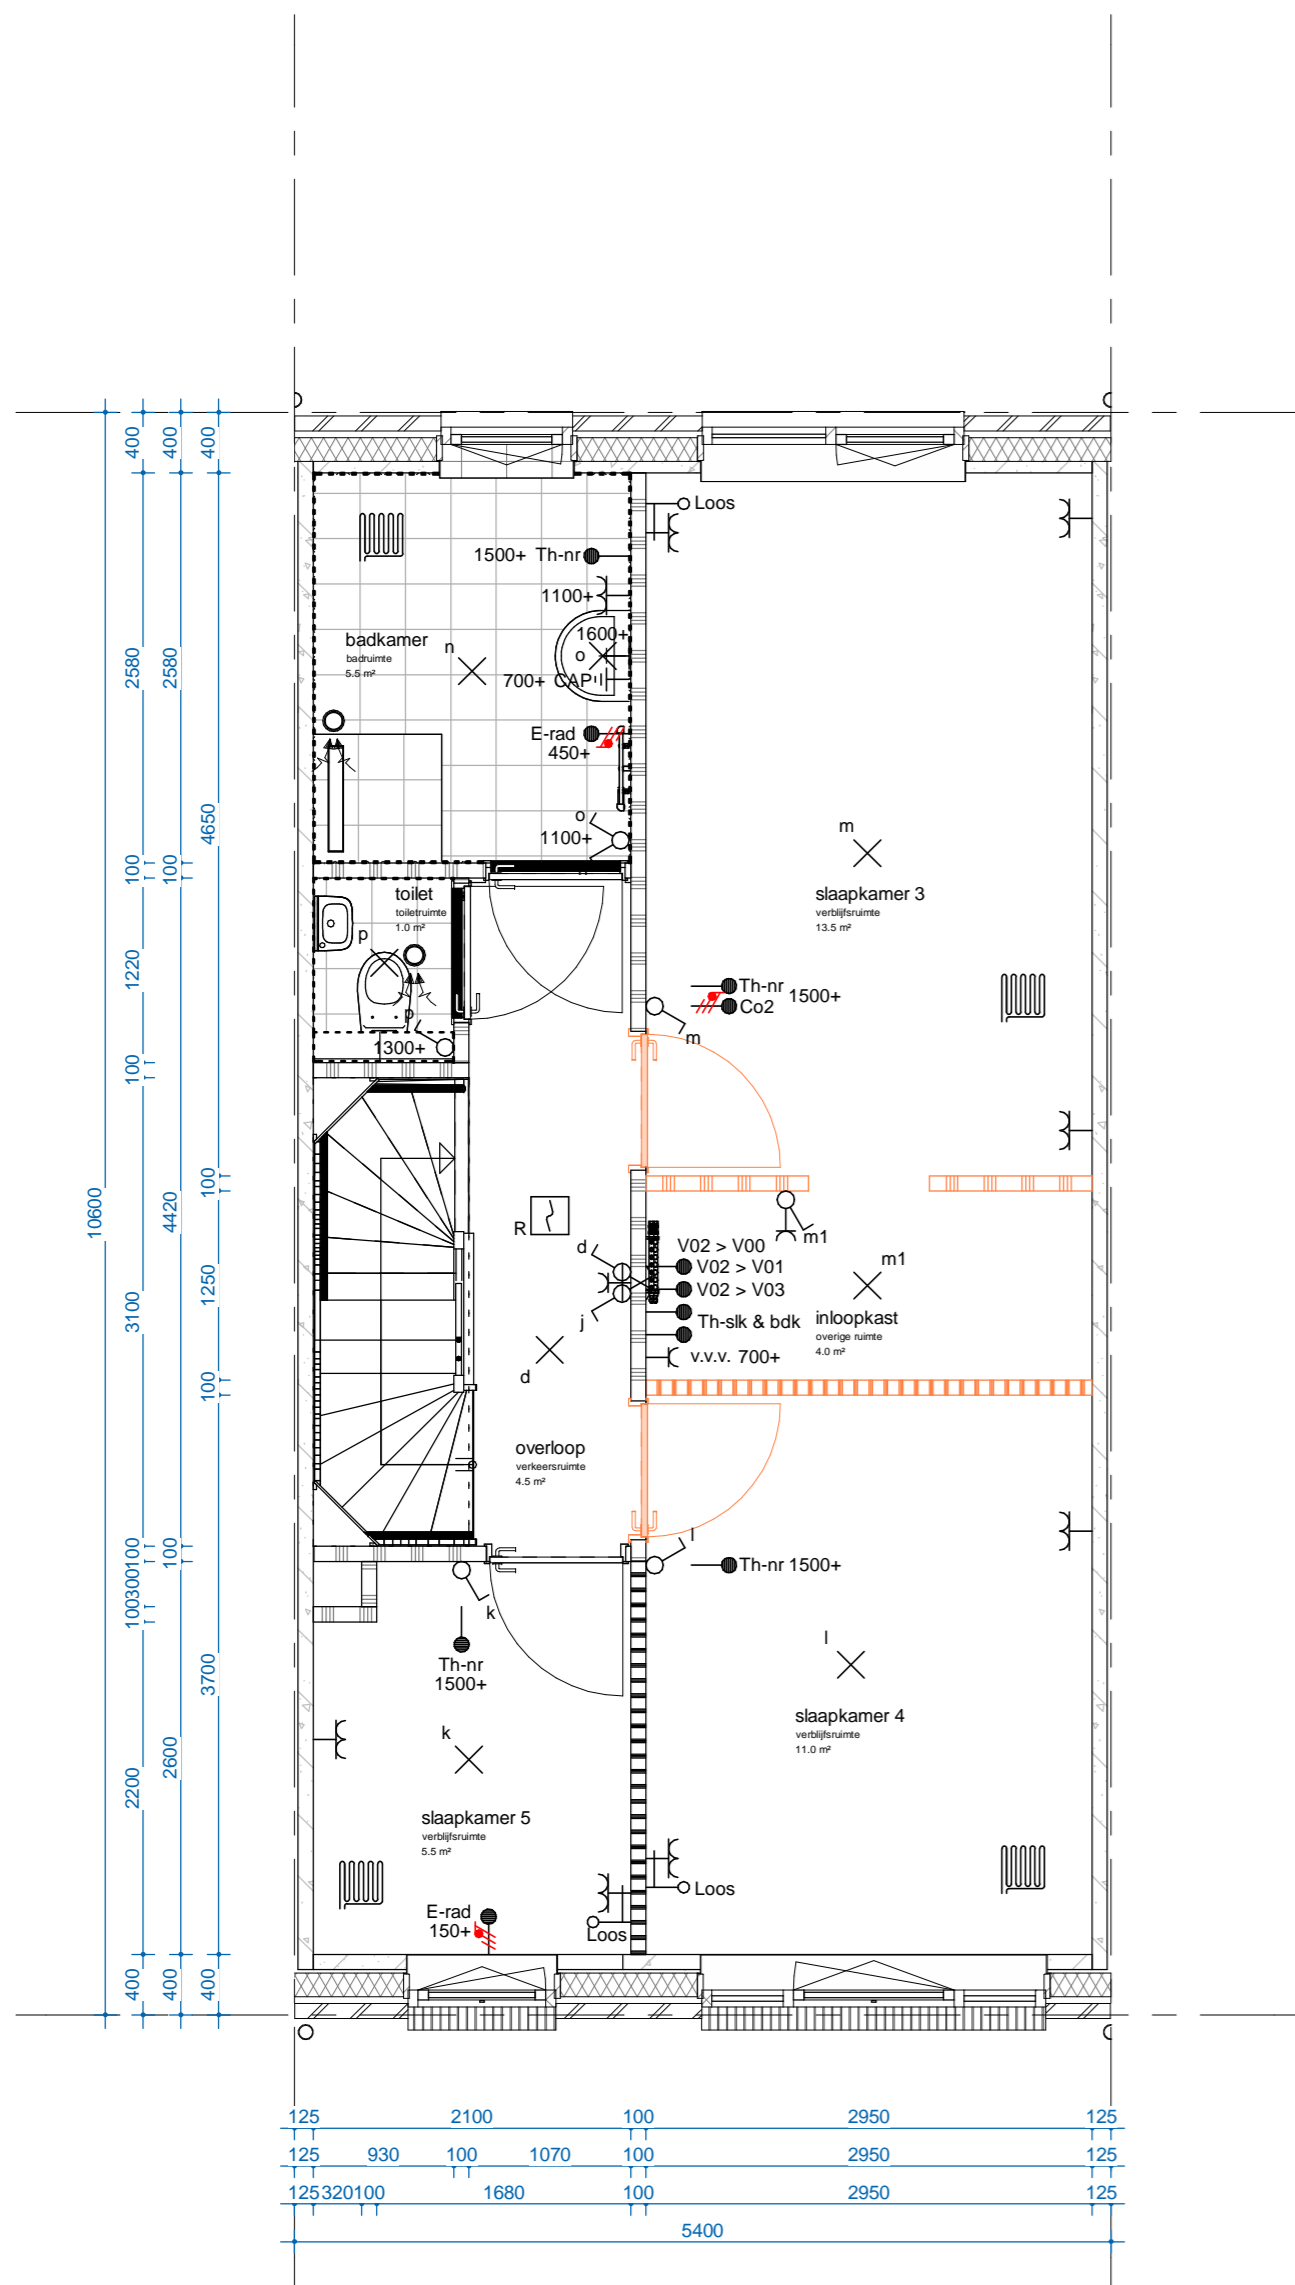 400
400
400
Loos
1500+ Th-nr
1100+
1600+
badkamer
badruimte
5.5 m²
n
o
700+ CAP
2580
2580
E-rad
450+
4650
o
1100+
m
100
100
toilet
toiletruimte
1.0 m²
slaapkamer 3
verblijfsruimte
13.5 m²
p
1220
Th-nr
1500+
Co2
p
m
1300+
100
100
10600
4420
R
m1
d
V02 > V00
m1
V02 > V01
1250
V02 > V03
3100
j
Th-slk & bdk
inloopkast
overige ruimte
4.0 m²
v.v.v. 700+
d
100
overloop
verkeersruimte
4.5 m²
l
100
100
300
100
Th-nr 1500+
k
l
Th-nr
1500+
3700
slaapkamer 4
verblijfsruimte
11.0 m²
k
2600
2200
slaapkamer 5
verblijfsruimte
5.5 m²
Loos
E-rad
150+
Loos
400
400
400
125 2100 100 2950 125
125 930 100 1070 100 2950 125
125 320 100 1680 100 2950 125
5400